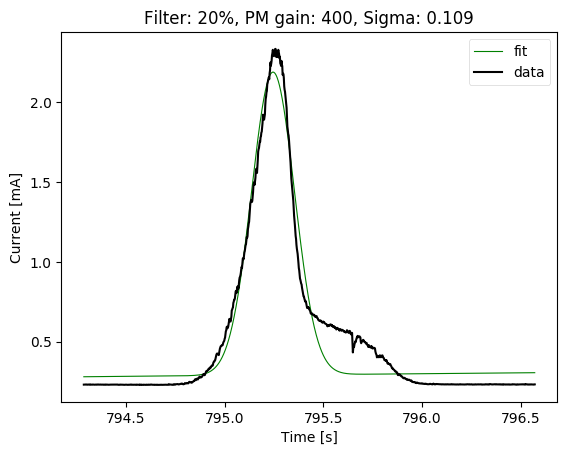 Filter: 20%, PM gain: 400, Sigma: 0.109
fit
data
Current [mA]
2.0
1.5
1.0
0.5
794.5
795.0
795.5
796.0
796.5
Time [s]